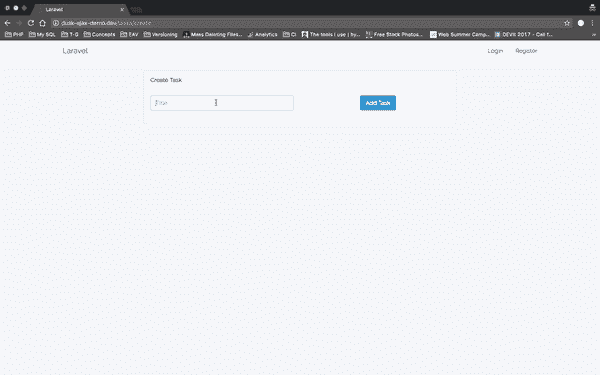 Laravel
dusk-ajax-demo.dev/tasks/create
PHP My SQL T-G Concepts EAV Versioning Mass Deleting Files... Analytics CI The tools I use | by... Free Stock Photos... Web Summer Camp... DEVit 2017 - Call f...
Laravel Login Register
Create Task
Title Add Task